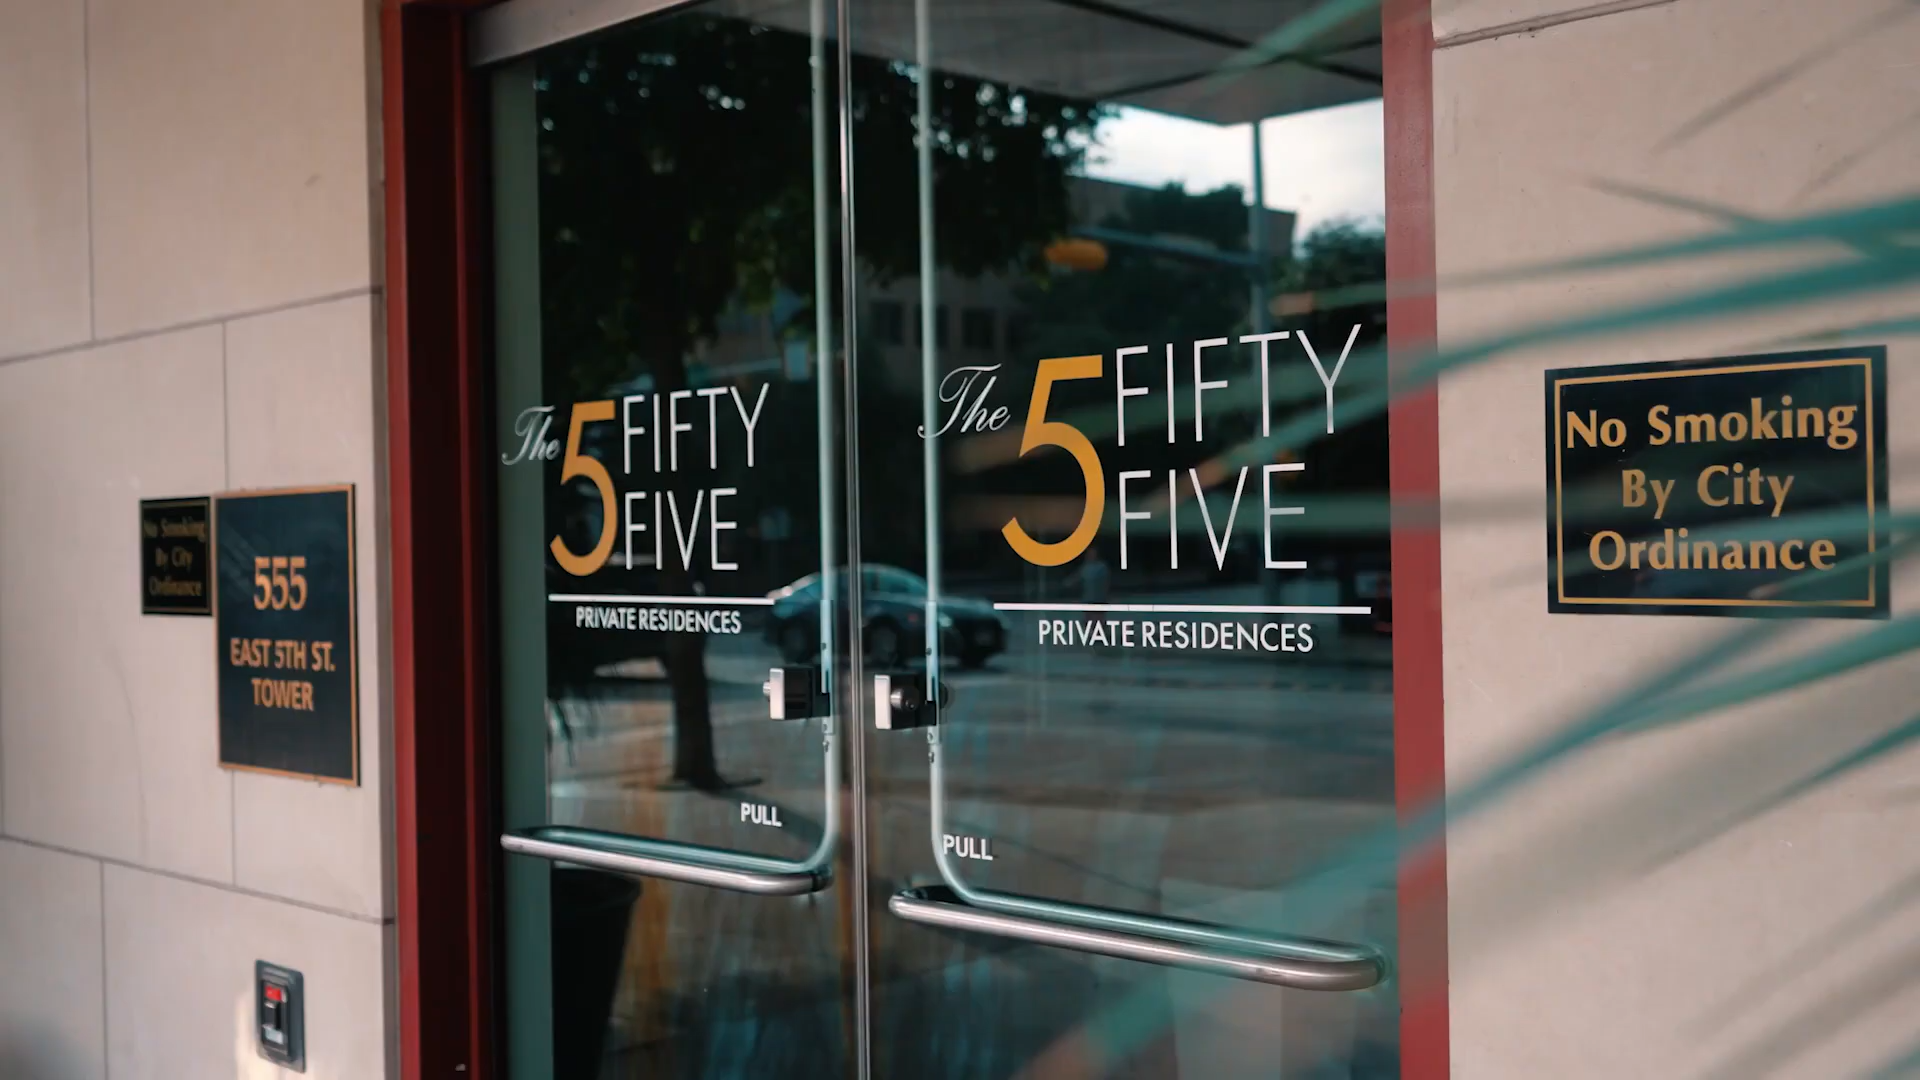 No Smoking
By City
Ordinance
555
EAST 5TH ST.
TOWER
The 5 FIFTY
FIVE
PRIVATE RESIDENCES
PULL
The 5 FIFTY
FIVE
PRIVATE RESIDENCES
PULL
No Smoking
By City
Ordinance